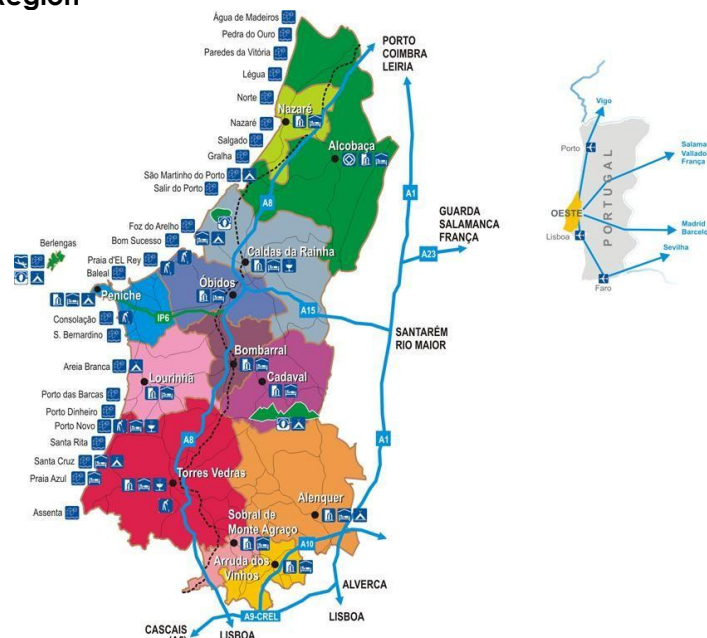 Region
Água de Madeiros
Pedra do Ouro
Paredes da Vitória
Légua
Norte
Nazaré
Salgado
Gralha
São Martinho do Porto
Salir do Porto
Foz do Arelho
Bom Sucesso
Berlengas
Praia d'EL Rey
Baleal
Peniche
Consolação
S. Bernardino
Areia Branca
Porto das Barcas
Porto Dinheiro
Porto Novo
Santa Rita
Santa Cruz
Praia Azul
Assenta
PORTO
COIMBRA
LEIRIA
Nazaré
Alcobaça
A8
A1
GUARDA
SALAMANCA
FRANÇA
A23
Caldas da Rainha
Óbidos
IP6
A15
SANTARÉM
RIO MAIOR
Bombarral
Cadaval
Lourinhã
A8
A1
Torres Vedras
Alenquer
Sobral de
Monte Agraço
A10
Arruda dos
Vinhos
ALVERCA
A9-CREL
LISBOA
CASCAIS
LISBOA
Vigo
Porto
PORTUGAL
OESTE
Lisboa
Faro
Madrid
Sevilha
França